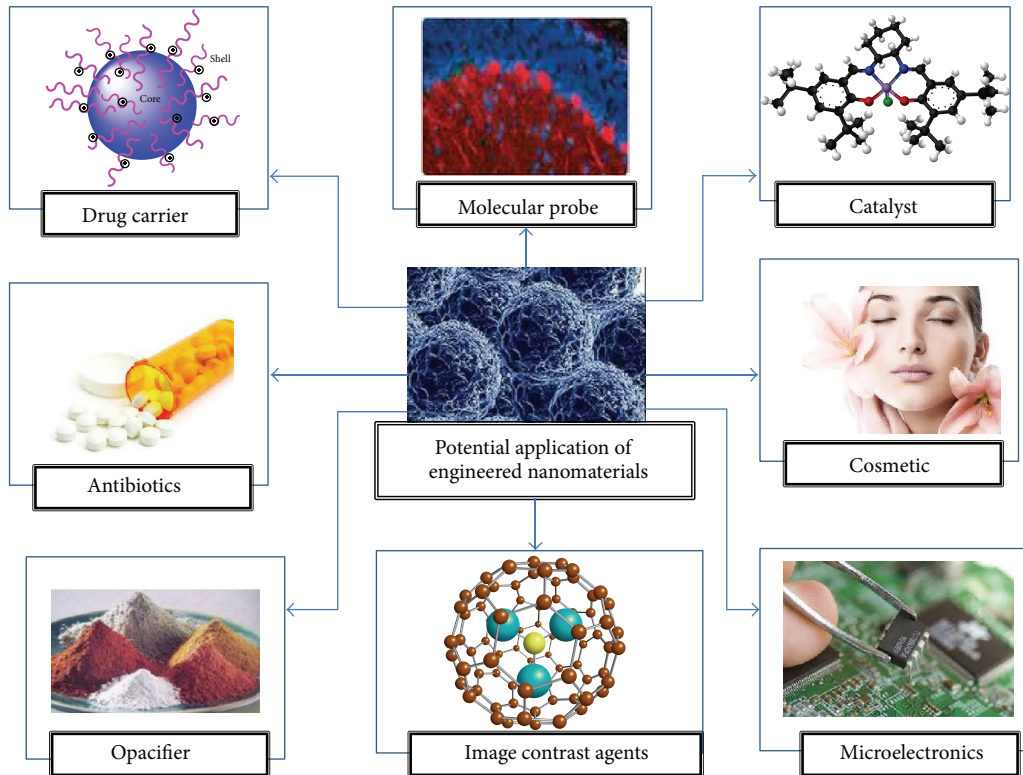 Shell
Core
Drug carrier
Molecular probe
Catalyst
Antibiotics
Potential application of
engineered nanomaterials
Cosmetic
Opacifier
Image contrast agents
Microelectronics